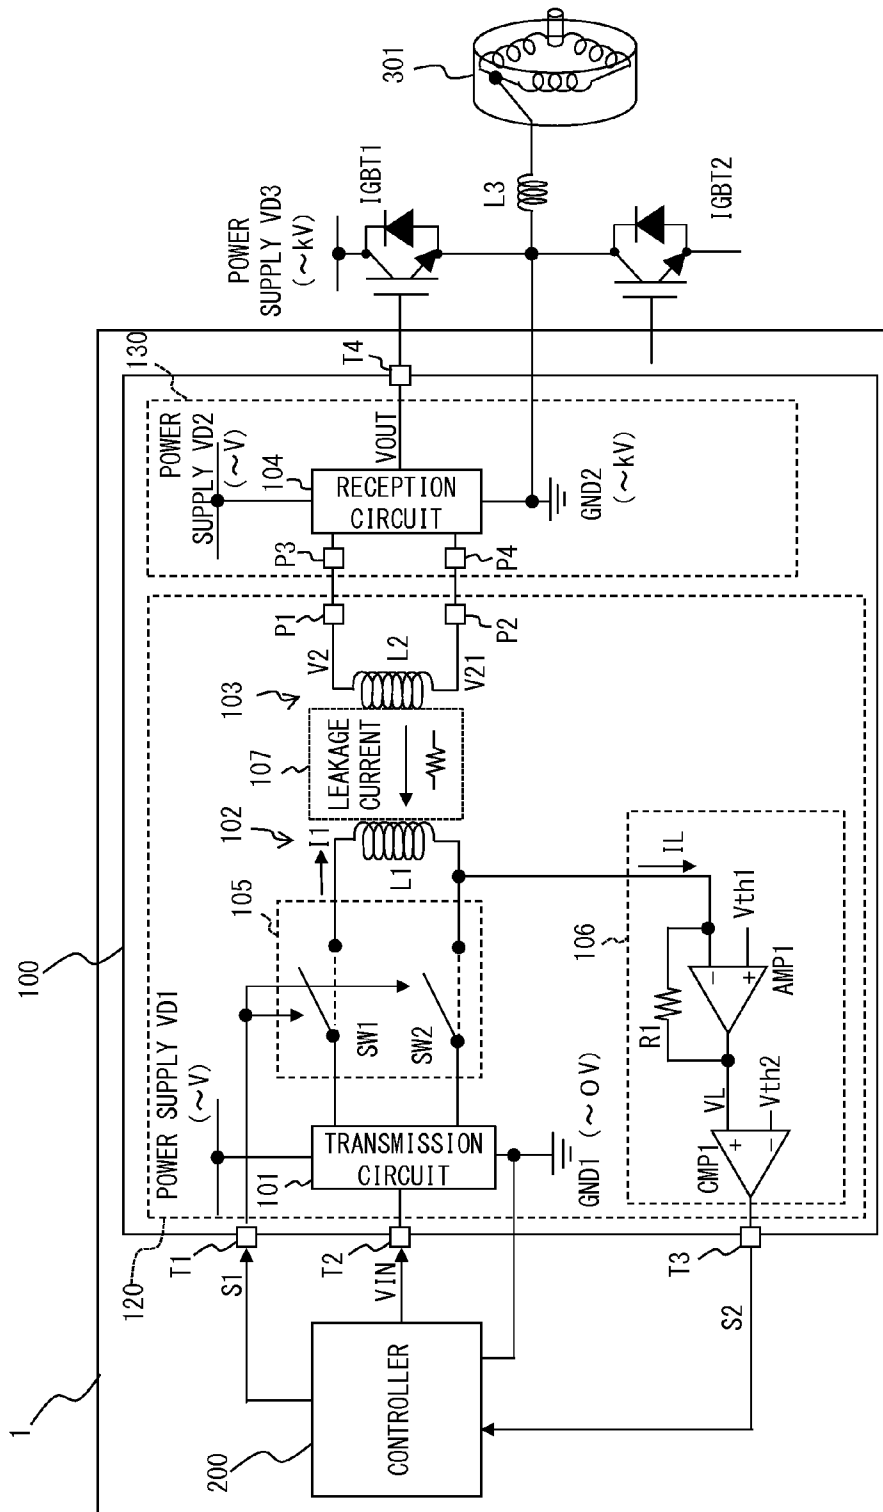 1
100
120
130
POWER SUPPLY VD1
(~V)
POWER
SUPPLY VD2
(~V)
POWER
SUPPLY VD3
(~kV)
T1
S1
105
102
103
107
P1
P3
104
T4
IGBT1
301
200
CONTROLLER
T2
VIN
101
TRANSMISSION
CIRCUIT
SW1
SW2
I1
L1
LEAKAGE
CURRENT
V2
L2
V21
P2
P4
RECEPTION
CIRCUIT
VOUT
L3
GND1 (~0V)
GND2
(~kV)
IGBT2
106
IL
R1
VL
Vth1
Vth2
AMP1
CMP1
+
-
-
+
T3
S2